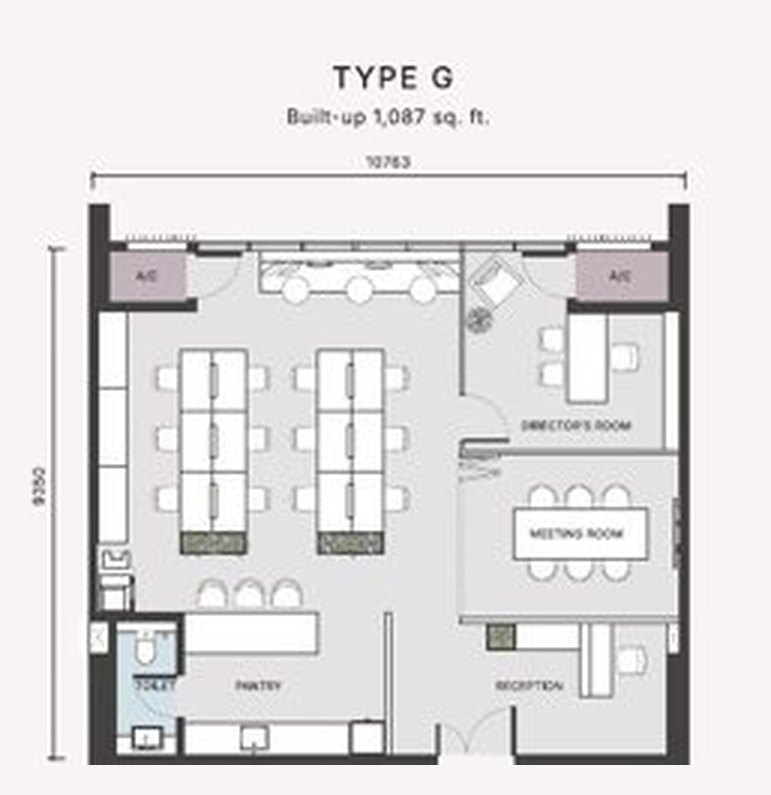 TYPE G
Built-up 1,087 sq. ft.
10763
A/C
A/C
9350
DIRECTOR'S ROOM
MEETING ROOM
TOILET
PANTRY
RECEPTION